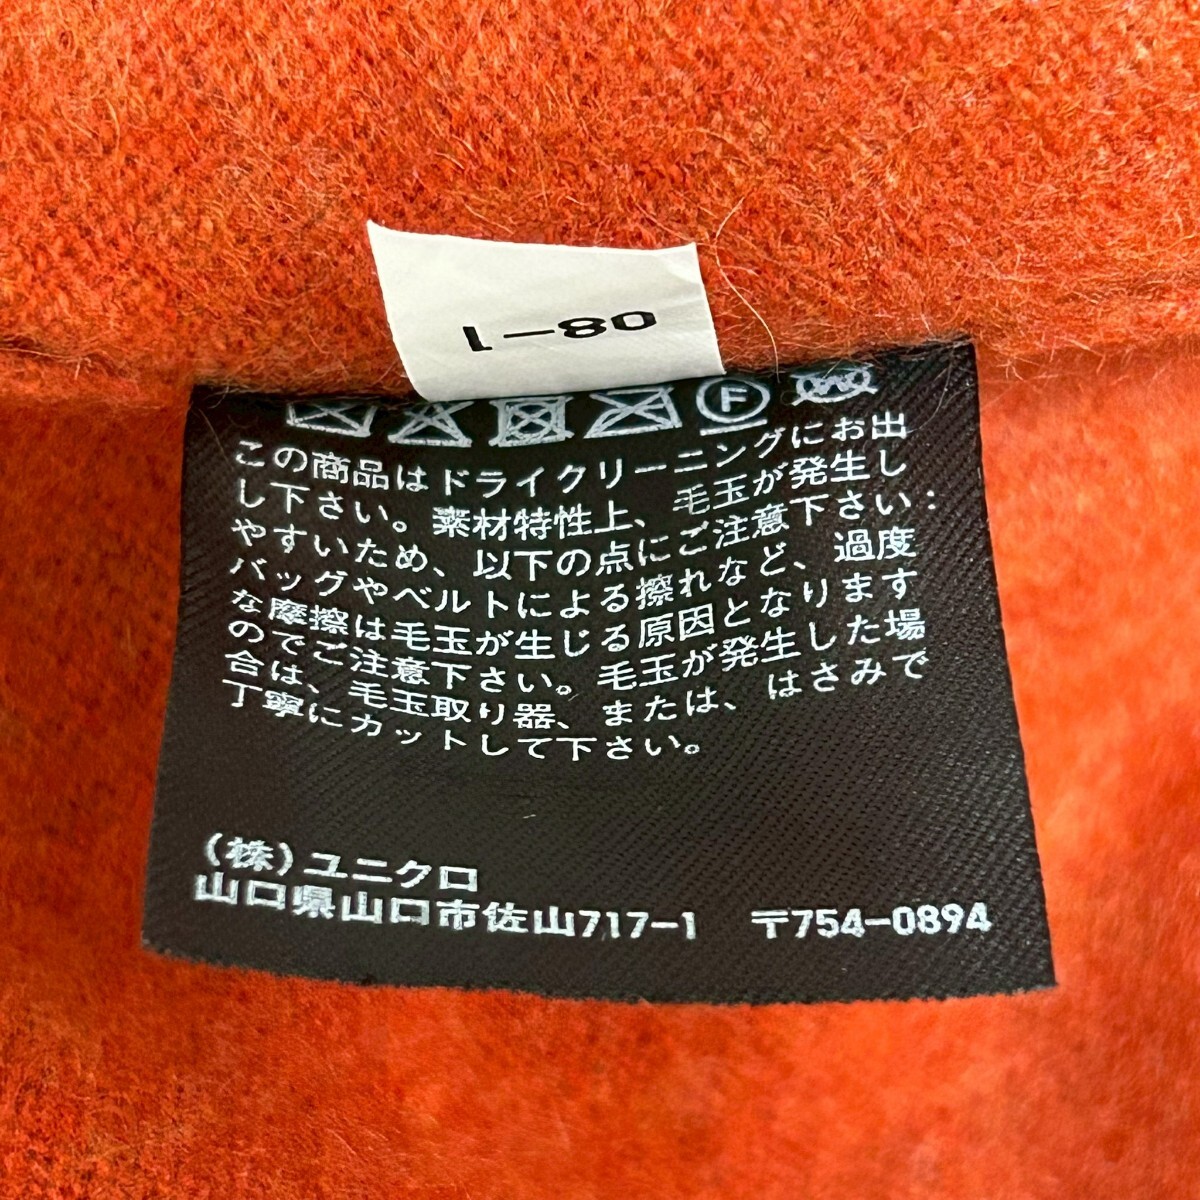 08-1
F
この商品はドライクリーニングにお出
し下さい。素材特性上、毛玉が発生し
やすいため、以下の点にご注意下さい:
バッグやベルトによる擦れなど、過度
な摩擦は毛玉が生じる原因となります
のでご注意下さい。毛玉が発生した場
合は、毛玉取り器、または、はさみで
丁寧にカットして下さい。
(株)ユニクロ
山口県山口市佐山717-1 〒754-0894